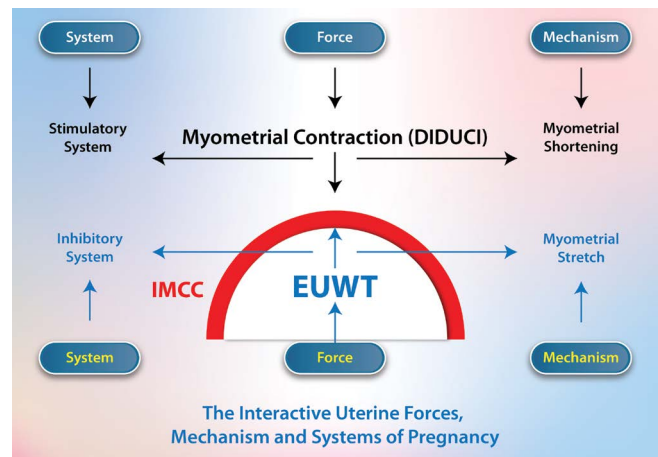 System
Force
Mechanism
Stimulatory
System
Myometrial Contraction (DIDUCI)
Myometrial
Shortening
Inhibitory
System
Myometrial
Stretch
IMCC
EUWT
System
Force
Mechanism
The Interactive Uterine Forces,
Mechanism and Systems of Pregnancy